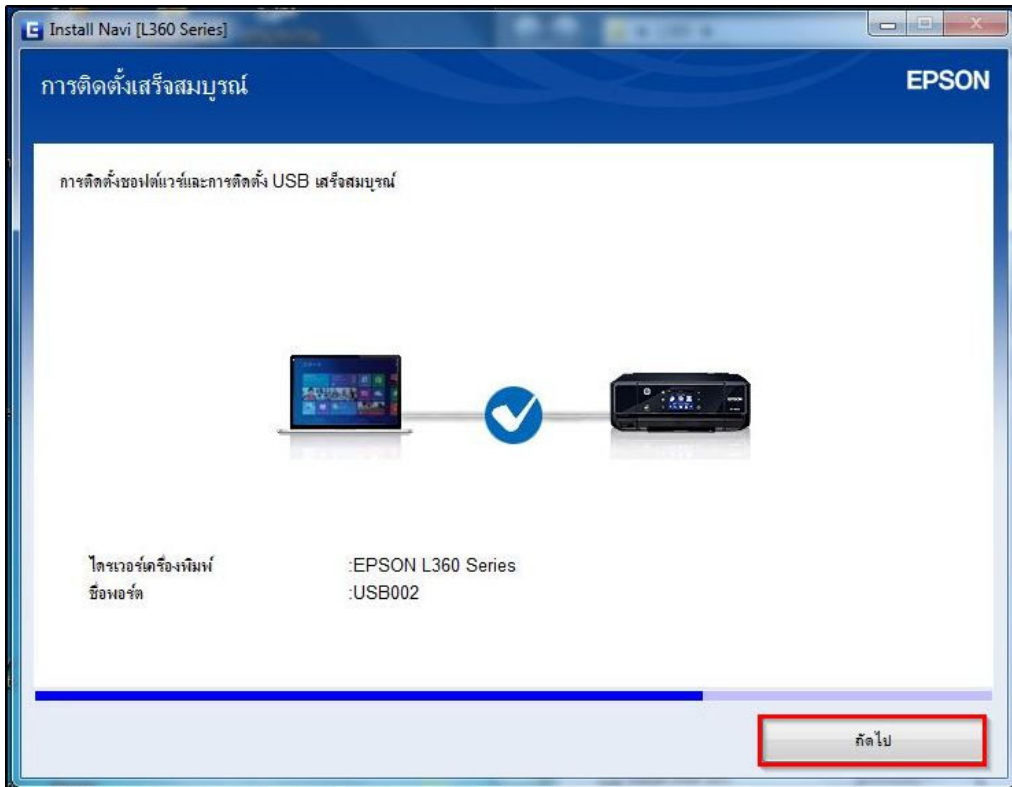 Install Navi [L360 Series]
การติดตั้งเสร็จสมบูรณ์
EPSON
การติดตั้งซอฟต์แวร์และการติดตั้ง USB เสร็จสมบูรณ์
ไดรเวอร์เครื่องพิมพ์ :EPSON L360 Series
ชื่อพอร์ต :USB002
ถัดไป